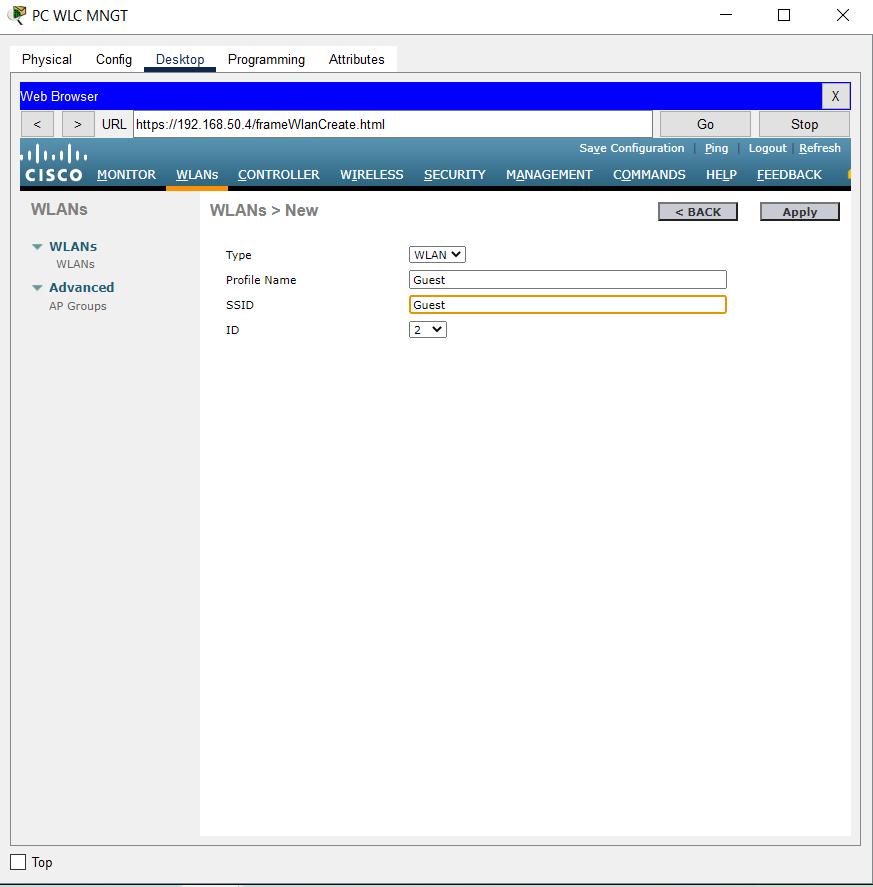 PC WLC MNGT
Physical Config Desktop Programming Attributes
Web Browser X
< > URL https://192.168.50.4/frameWlanCreate.html Go Stop
Save Configuration | Ping | Logout | Refresh
CISCO MONITOR WLANs CONTROLLER WIRELESS SECURITY MANAGEMENT COMMANDS HELP FEEDBACK
WLANs
WLANs
WLANs
Advanced
AP Groups
WLANs > New < BACK Apply
Type WLAN
Profile Name Guest
SSID Guest
ID 2
Top